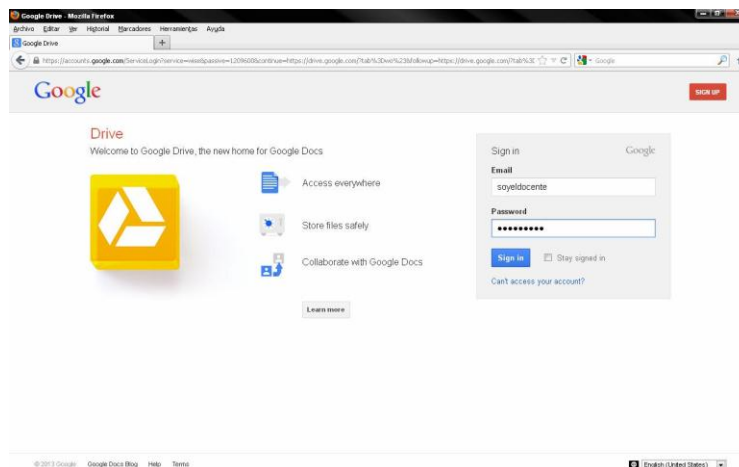 Google Drive - Mozilla Firefox
Archivo Editar Ver Historial Marcadores Herramientas Ayuda
Google Drive
Google
Google
SIGN UP
Drive
Welcome to Google Drive, the new home for Google Docs
Access everywhere
Store files safely
Collaborate with Google Docs
Learn more
Sign in Google
Email
soyeldocente
Password
•••••••••
Sign in Stay signed in
Can't access your account?
© 2013 Google Google Docs Blog Help Terms
English (United States)